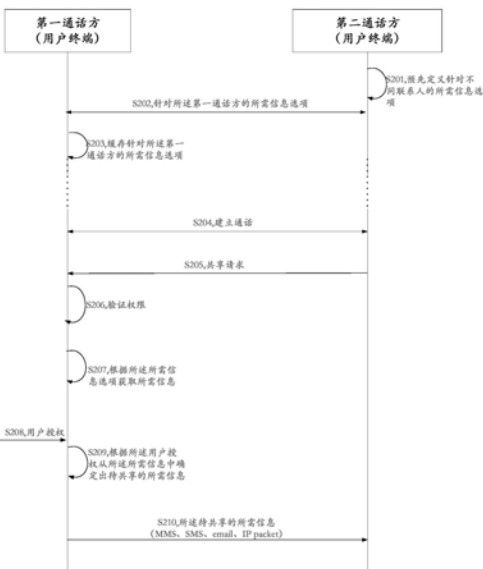 第一通话方
（用户终端）
第二通话方
（用户终端）
S201,预先定义针对不
同联系人的所需信息选
项
S202,针对所述第一通话方的所需信息选项
S203,缓存针对所述第一
通话方的所需信息选项
S204,建立通话
S205,共享请求
S206,验证权限
S207,根据所述所需信
息选项获取所需信息
S208,用户授权
S209,根据所述用户授
权从所述所需信息中确
定出待共享的所需信息
S210,所述待共享的所需信息
（MMS、SMS、email、IP packet）